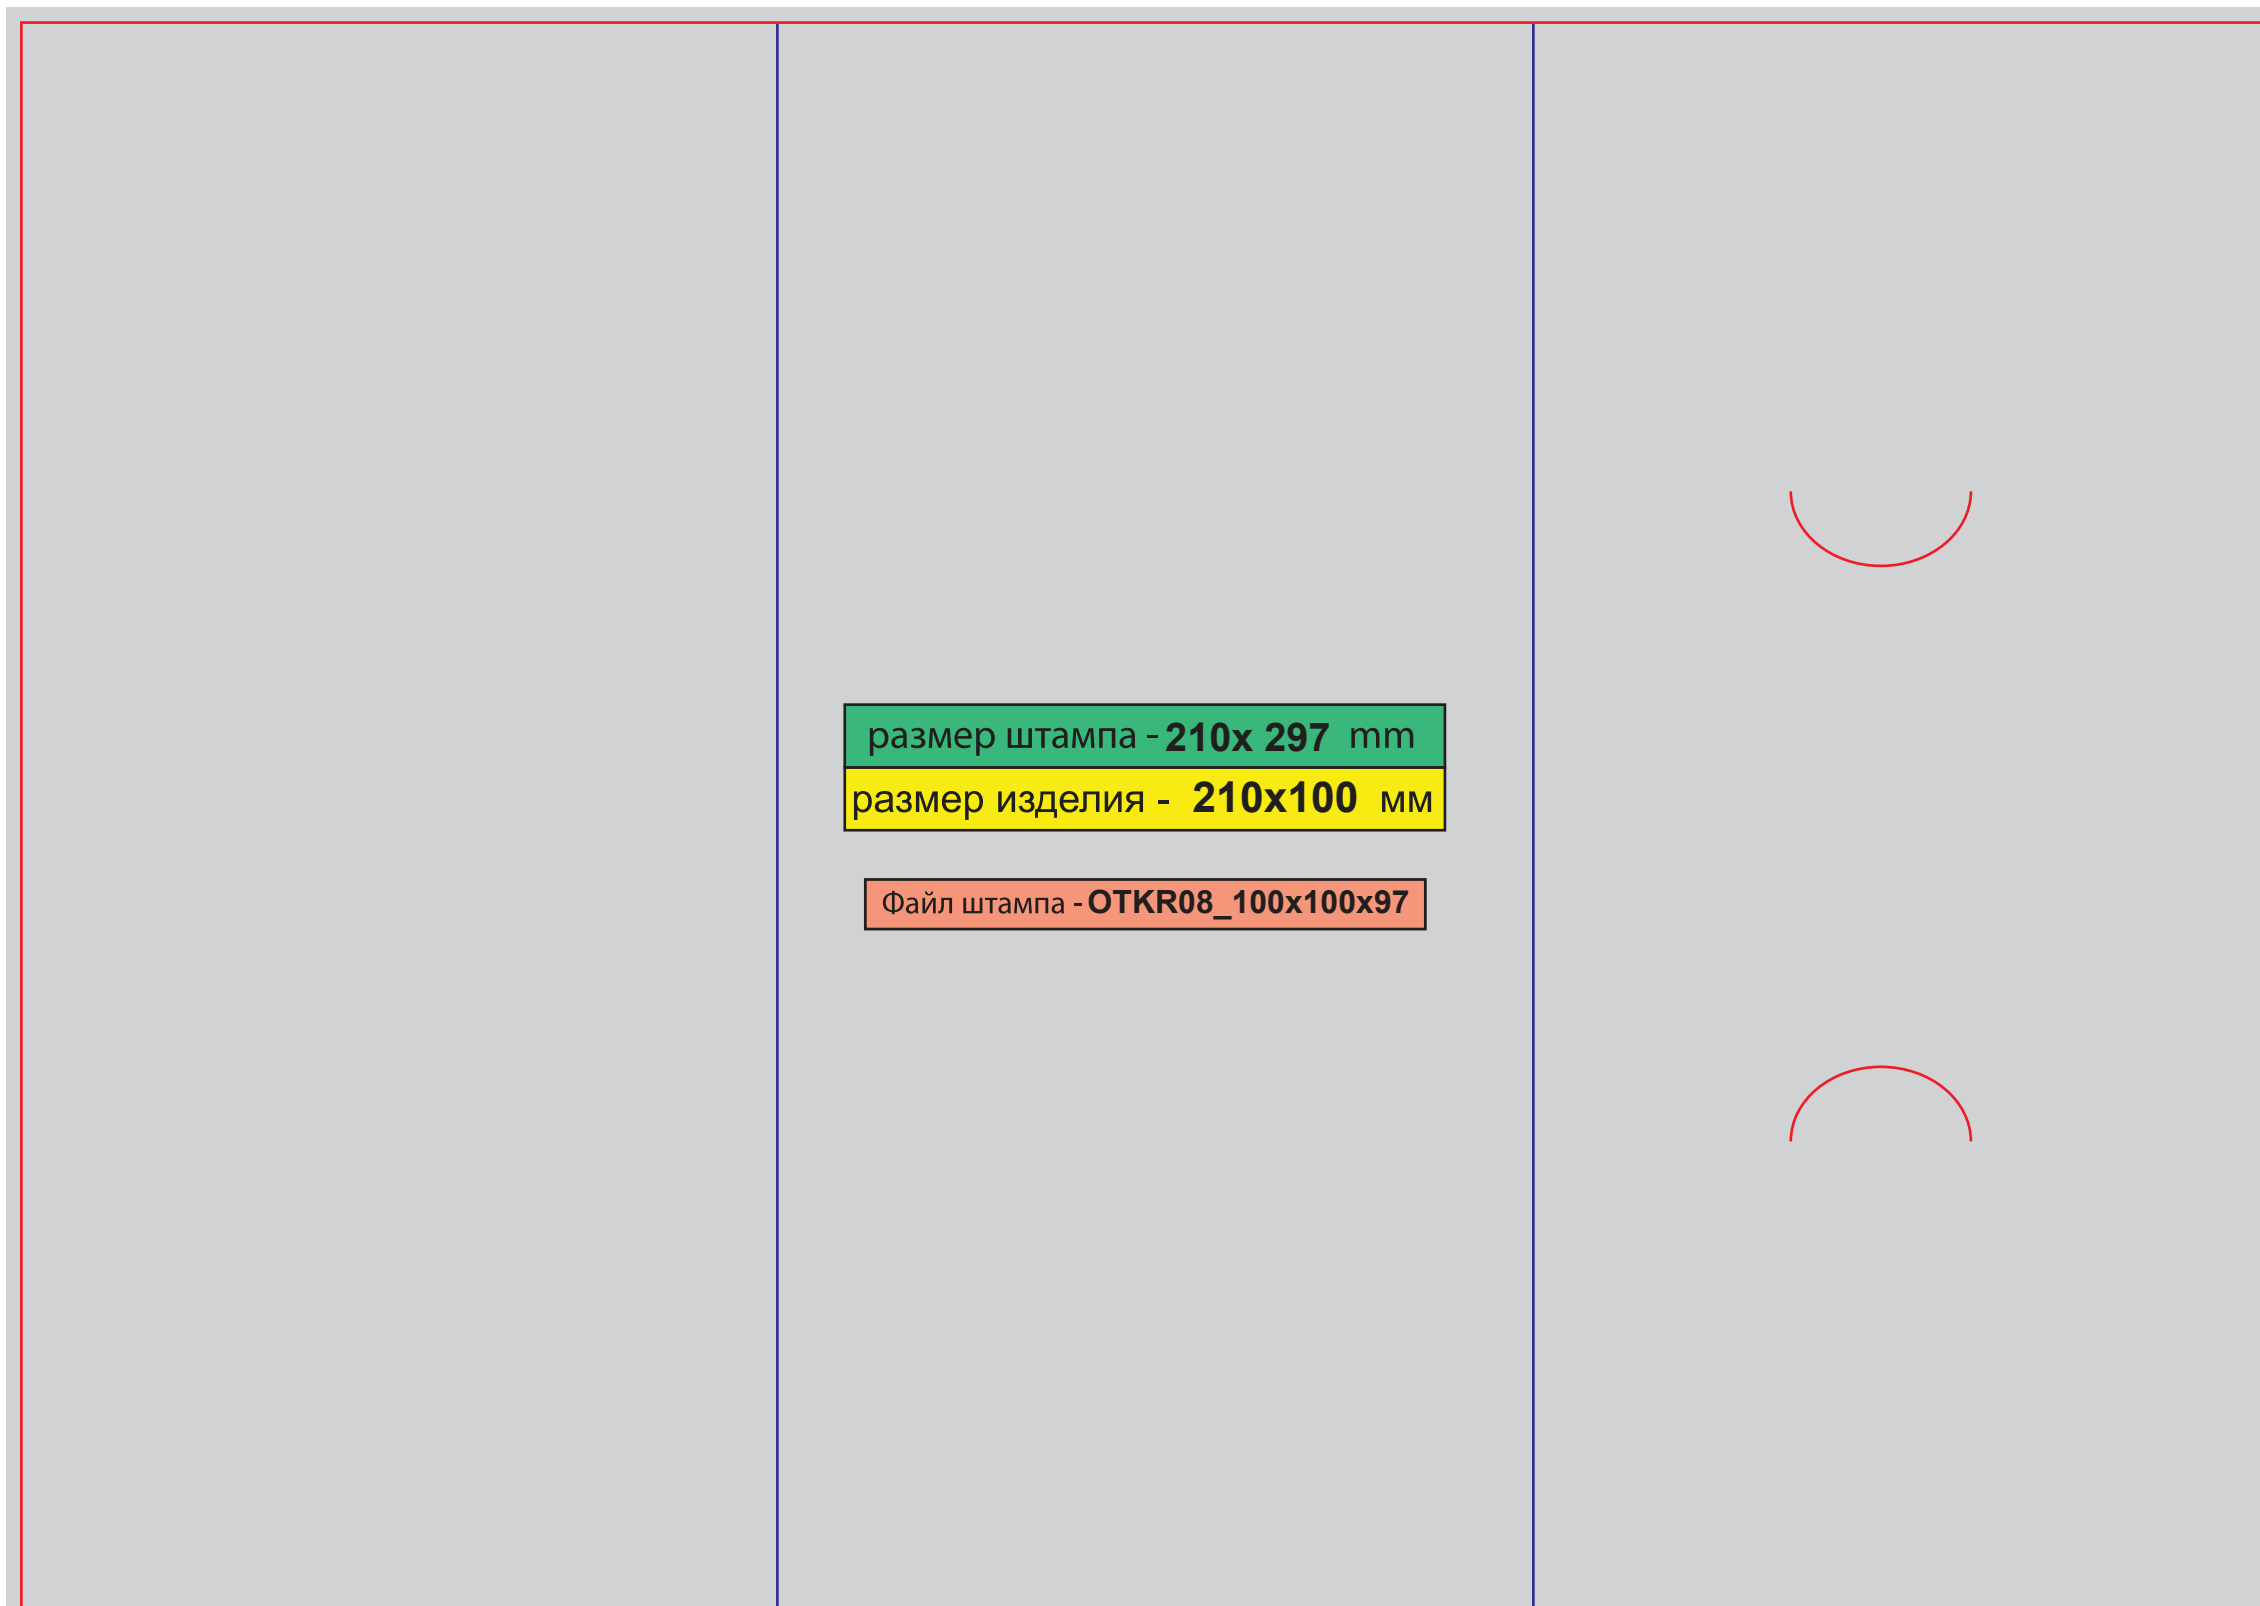 размер штампа - 210x 297 mm
размер изделия - 210x100 мм
Файл штампа - OTKR08_100x100x97